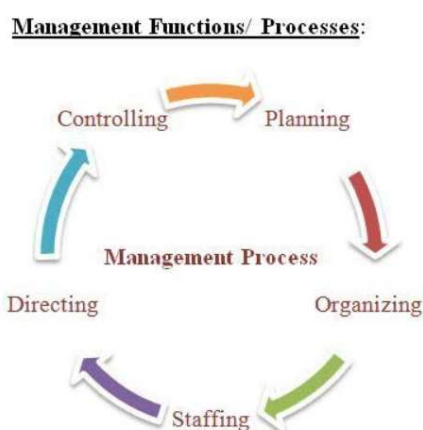 Management Functions/ Processes:
Controlling
Planning
Management Process
Directing
Organizing
Staffing